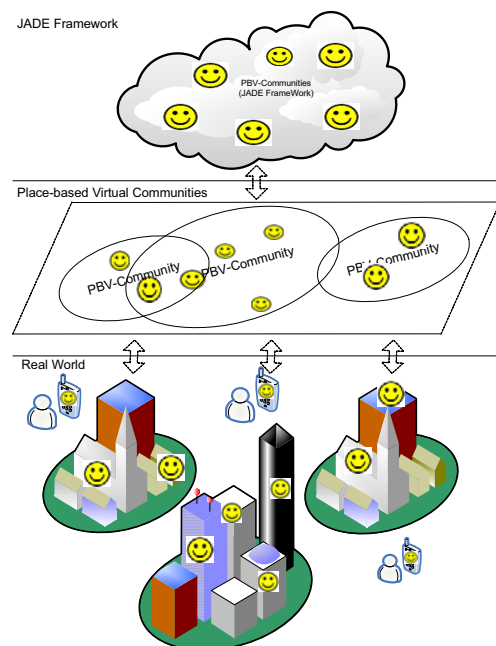 JADE Framework
PBV-Communities
(JADE FrameWork)
Place-based Virtual Communities
PBV-Community
PBV-Community
PBV-Community
Real World